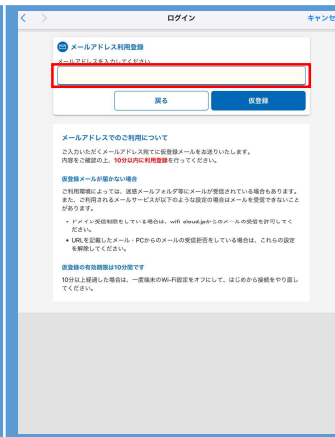 ログイン
キャンセ
メールアドレス利用登録
メールアドレスを入力してください
戻る
仮登録
メールアドレスでのご利用について
ご入力いただくメールアドレス宛てに仮登録メールをお送りいたします。
内容をご確認の上、10分以内に利用登録を行ってください。
仮登録メールが届かない場合
ご利用環境によっては、迷惑メールフォルダ等にメールが受信されている場合もあります。
また、ご利用されるメールサービスが以下のような設定の場合はメールを受信できないこと
があります。
• ドメイン受信制限をしている場合は、wifi-cloud.jpからのメールの受信を許可してく
ださい。
• URLを記載したメール・PCからのメールの受信拒否をしている場合は、これらの設定
を解除してください。
仮登録の有効期限は10分間です
10分以上経過した場合は、一度端末のWi-Fi設定をオフにして、はじめから接続をやり直し
てください。